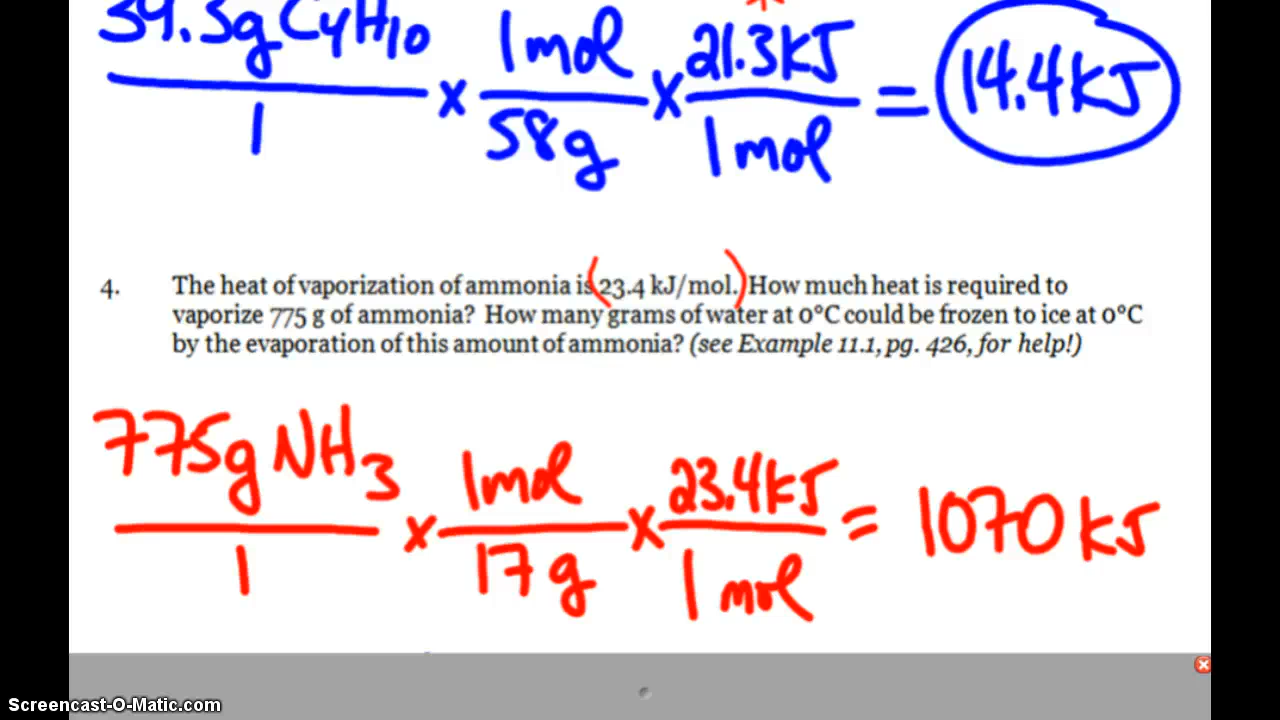 39.3g C4H10 1 mol 21.3 kJ
× × = 14.4 kJ
1 58g 1 mol
4. The heat of vaporization of ammonia is (23.4 kJ/mol.) How much heat is required to
vaporize 775 g of ammonia? How many grams of water at 0°C could be frozen to ice at 0°C
by the evaporation of this amount of ammonia? (see Example 11.1, pg. 426, for help!)
775g NH3 1 mol 23.4 kJ
× × = 1070 kJ
1 17 g 1 mol
Screencast-O-Matic.com